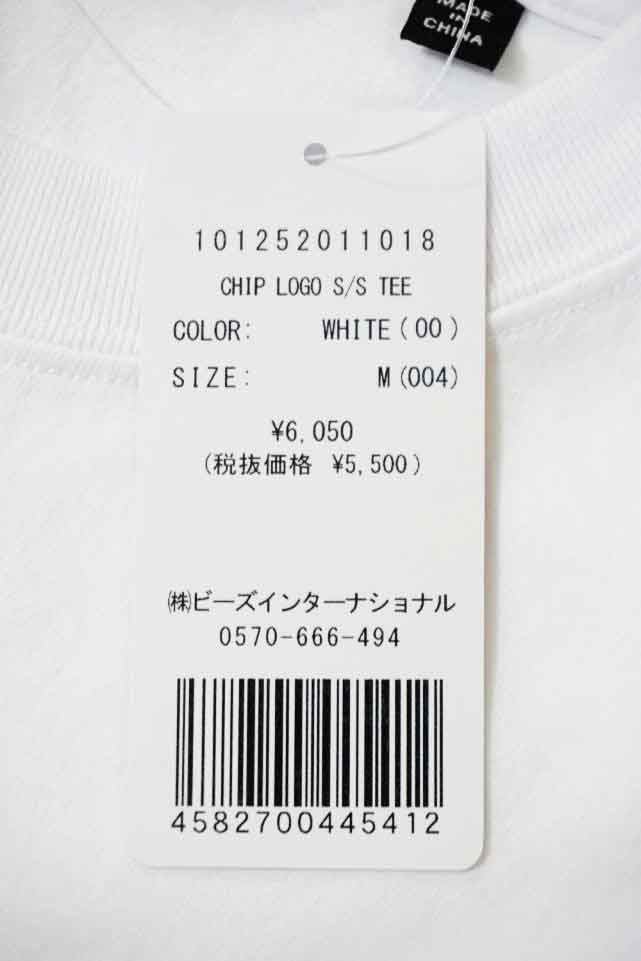 MADE
IN
CHINA
101252011018
CHIP LOGO S/S TEE
COLOR: WHITE(00)
SIZE: M(004)
¥6,050
(税抜価格 ¥5,500)
㈱ビーズインターナショナル
0570-666-494
4582700445412